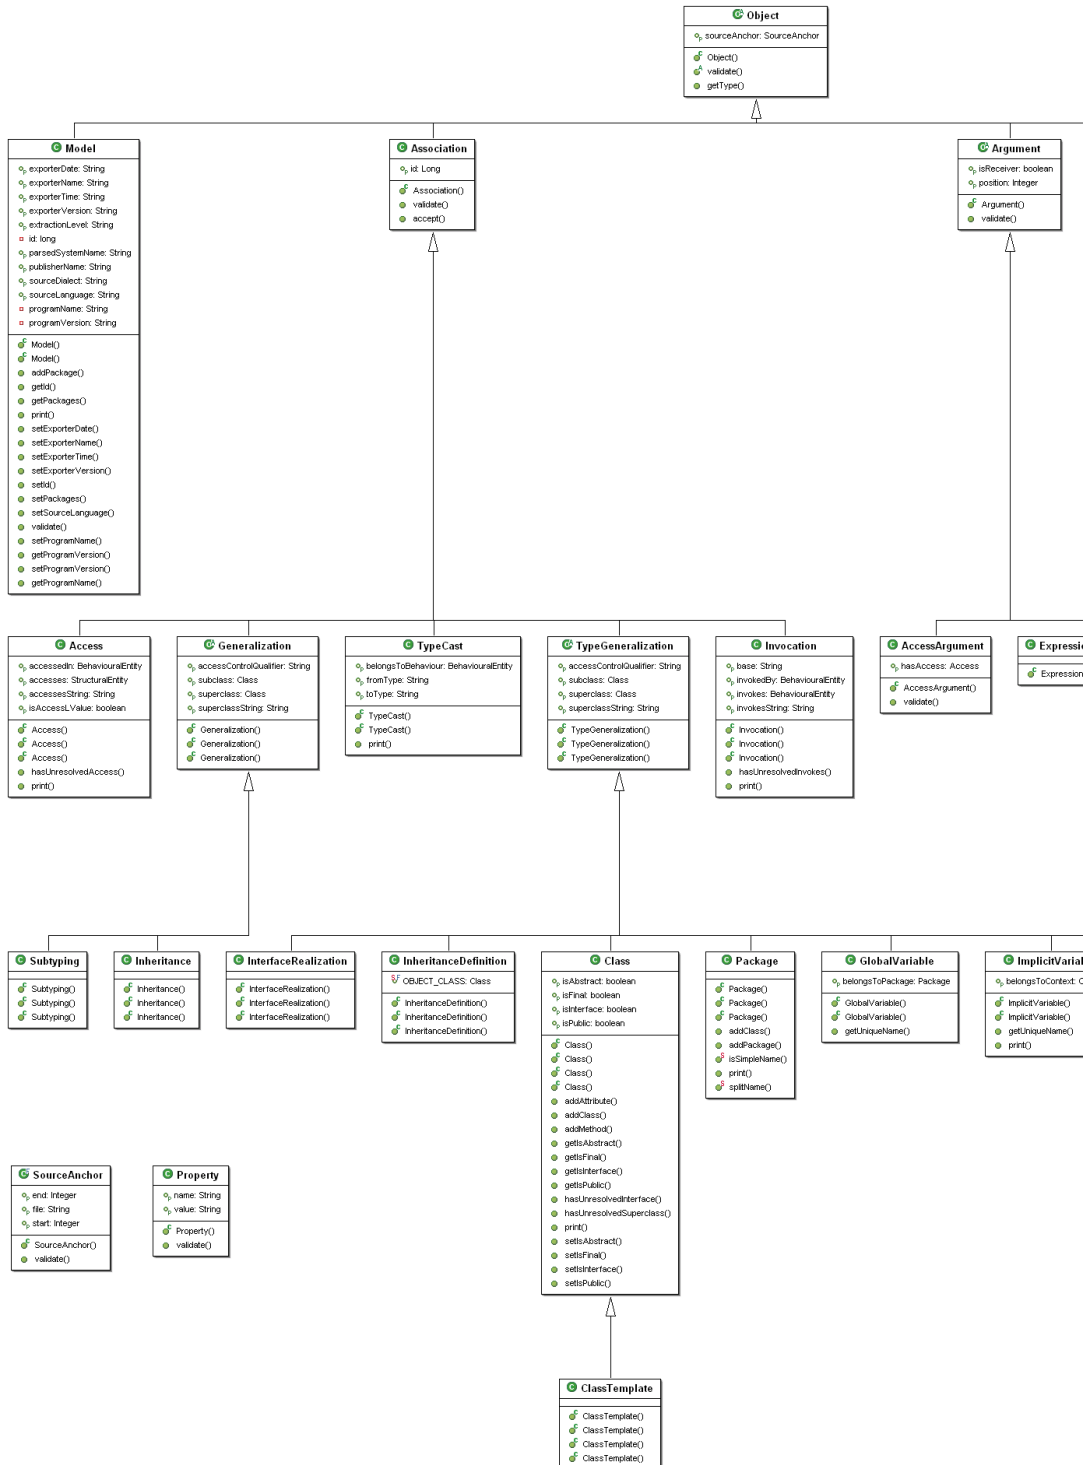 Object
sourceAnchor: SourceAnchor
Object()
validate()
getType()
Model
exporterDate: String
exporterName: String
exporterTime: String
exporterVersion: String
extractionLevel: String
id: long
parsedSystemName: String
publisherName: String
sourceDialect: String
sourceLanguage: String
programName: String
programVersion: String
Model()
Model()
addPackage()
getId()
getPackages()
print()
setExporterDate()
setExporterName()
setExporterTime()
setExporterVersion()
setId()
setPackages()
setSourceLanguage()
validate()
setProgramName()
getProgramVersion()
setProgramVersion()
getProgramName()
Association
id: Long
Association()
validate()
accept()
Argument
isReceiver: boolean
position: Integer
Argument()
validate()
Access
accessedIn: BehaviouralEntity
accesses: StructuralEntity
accessesString: String
isAccessLValue: boolean
Access()
Access()
Access()
hasUnresolvedAccess()
print()
Generalization
accessControlQualifier: String
subclass: Class
superclass: Class
superclassString: String
Generalization()
Generalization()
Generalization()
TypeCast
belongsToBehaviour: BehaviouralEntity
fromType: String
toType: String
TypeCast()
TypeCast()
print()
TypeGeneralization
accessControlQualifier: String
subclass: Class
superclass: Class
superclassString: String
TypeGeneralization()
TypeGeneralization()
TypeGeneralization()
Invocation
base: String
invokedBy: BehaviouralEntity
invokes: BehaviouralEntity
invokesString: String
Invocation()
Invocation()
Invocation()
hasUnresolvedInvokes()
print()
AccessArgument
hasAccess: Access
AccessArgument()
validate()
Expressio
Expression
Subtyping
Subtyping()
Subtyping()
Subtyping()
Inheritance
Inheritance()
Inheritance()
Inheritance()
InterfaceRealization
InterfaceRealization()
InterfaceRealization()
InterfaceRealization()
InheritanceDefinition
OBJECT_CLASS: Class
InheritanceDefinition()
InheritanceDefinition()
InheritanceDefinition()
Class
isAbstract: boolean
isFinal: boolean
isInterface: boolean
isPublic: boolean
Class()
Class()
Class()
Class()
addAttribute()
addClass()
addMethod()
getIsAbstract()
getIsFinal()
getIsInterface()
getIsPublic()
hasUnresolvedInterface()
hasUnresolvedSuperclass()
print()
setIsAbstract()
setIsFinal()
setIsInterface()
setIsPublic()
Package
Package()
Package()
Package()
addClass()
addPackage()
isSimpleName()
print()
splitName()
GlobalVariable
belongsToPackage: Package
GlobalVariable()
GlobalVariable()
getUniqueName()
ImplicitVariab
belongsToContext: C
ImplicitVariable()
ImplicitVariable()
getUniqueName()
print()
SourceAnchor
end: Integer
file: String
start: Integer
SourceAnchor()
validate()
Property
name: String
value: String
Property()
validate()
ClassTemplate
ClassTemplate()
ClassTemplate()
ClassTemplate()
ClassTemplate()